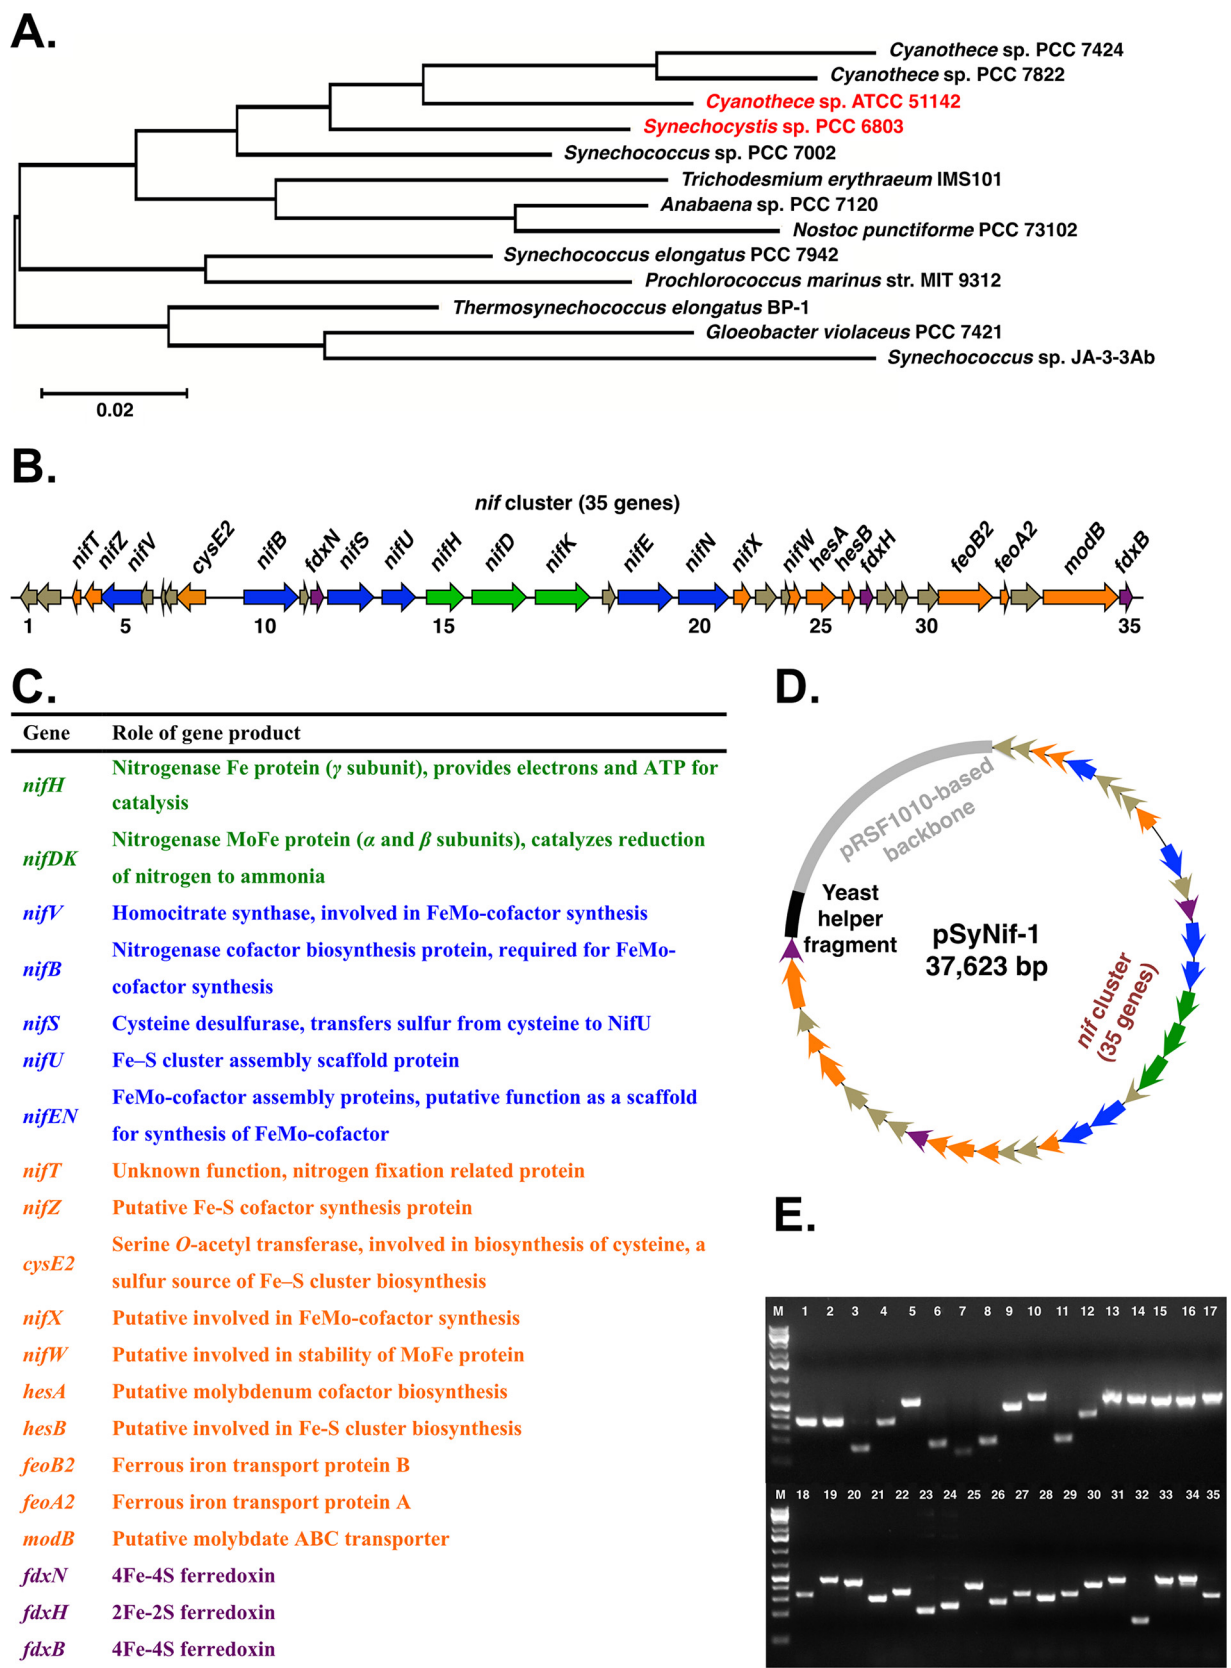 A.
Cyanothece sp. PCC 7424
Cyanothece sp. PCC 7822
Cyanothece sp. ATCC 51142
Synechocystis sp. PCC 6803
Synechococcus sp. PCC 7002
Trichodesmium erythraeum IMS101
Anabaena sp. PCC 7120
Nostoc punctiforme PCC 73102
Synechococcus elongatus PCC 7942
Prochlorococcus marinus str. MIT 9312
Thermosynechococcus elongatus BP-1
Gloeobacter violaceus PCC 7421
Synechococcus sp. JA-3-3Ab
0.02
B.
nif cluster (35 genes)
nifT nifZ nifV cysE2 nifB fdxN nifS nifU nifH nifD nifK nifE nifN nifX nifW hesA hesB fdxH feoB2 feoA2 modB fdxB
1 5 10 15 20 25 30 35
C.
Gene Role of gene product
nifH Nitrogenase Fe protein (γ subunit), provides electrons and ATP for
catalysis
nifDK Nitrogenase MoFe protein (α and β subunits), catalyzes reduction
of nitrogen to ammonia
nifV Homocitrate synthase, involved in FeMo-cofactor synthesis
nifB Nitrogenase cofactor biosynthesis protein, required for FeMo-
cofactor synthesis
nifS Cysteine desulfurase, transfers sulfur from cysteine to NifU
nifU Fe–S cluster assembly scaffold protein
nifEN FeMo-cofactor assembly proteins, putative function as a scaffold
for synthesis of FeMo-cofactor
nifT Unknown function, nitrogen fixation related protein
nifZ Putative Fe-S cofactor synthesis protein
cysE2 Serine O-acetyl transferase, involved in biosynthesis of cysteine, a
sulfur source of Fe–S cluster biosynthesis
nifX Putative involved in FeMo-cofactor synthesis
nifW Putative involved in stability of MoFe protein
hesA Putative molybdenum cofactor biosynthesis
hesB Putative involved in Fe-S cluster biosynthesis
feoB2 Ferrous iron transport protein B
feoA2 Ferrous iron transport protein A
modB Putative molybdate ABC transporter
fdxN 4Fe-4S ferredoxin
fdxH 2Fe-2S ferredoxin
fdxB 4Fe-4S ferredoxin
D.
pRSF1010-based
backbone
Yeast
helper
fragment
pSyNif-1
37,623 bp
nif cluster
(35 genes)
E.
M 1 2 3 4 5 6 7 8 9 10 11 12 13 14 15 16 17
M 18 19 20 21 22 23 24 25 26 27 28 29 30 31 32 33 34 35